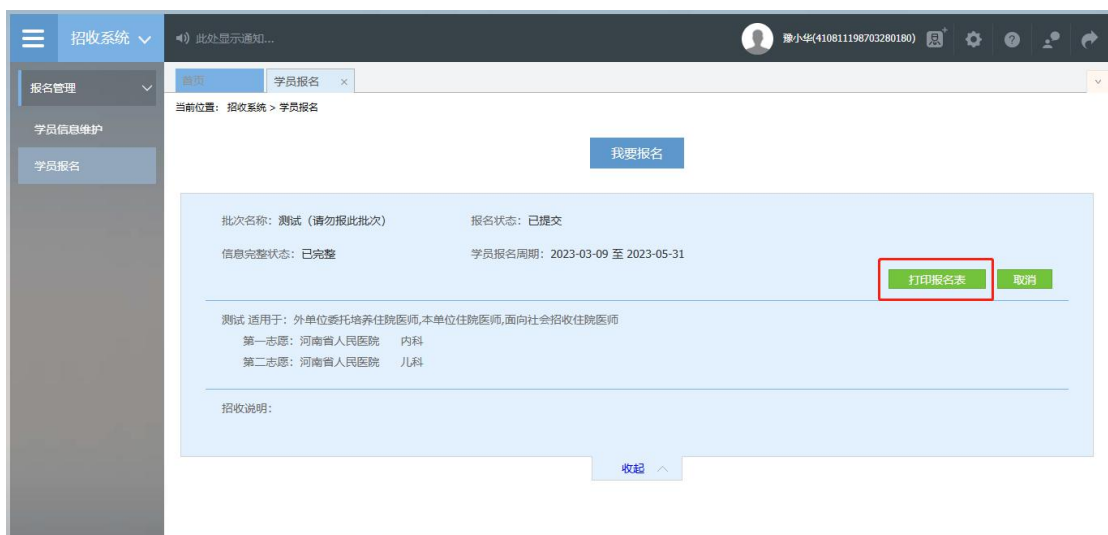 招收系统 此处显示通知... 豫小华(410811198703280180)
报名管理 首页 学员报名 ×
当前位置： 招收系统 > 学员报名
学员信息维护
学员报名
我要报名
批次名称：测试（请勿报此批次） 报名状态：已提交
信息完整状态：已完整 学员报名周期：2023-03-09 至 2023-05-31
打印报名表 取消
测试 适用于：外单位委托培养住院医师,本单位住院医师,面向社会招收住院医师
第一志愿：河南省人民医院 内科
第二志愿：河南省人民医院 儿科
招收说明：
收起